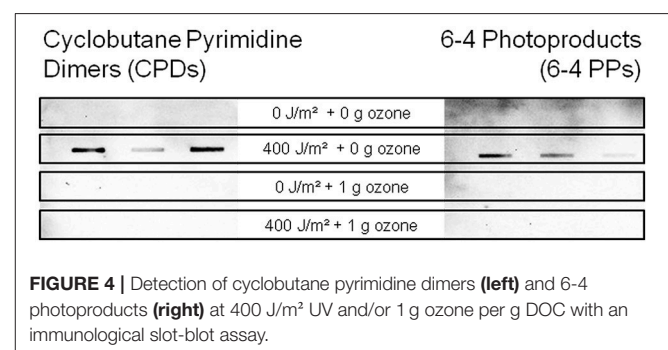 Cyclobutane Pyrimidine
Dimers (CPDs)
6-4 Photoproducts
(6-4 PPs)
0 J/m² + 0 g ozone
400 J/m² + 0 g ozone
0 J/m² + 1 g ozone
400 J/m² + 1 g ozone
FIGURE 4 | Detection of cyclobutane pyrimidine dimers (left) and 6-4
photoproducts (right) at 400 J/m² UV and/or 1 g ozone per g DOC with an
immunological slot-blot assay.